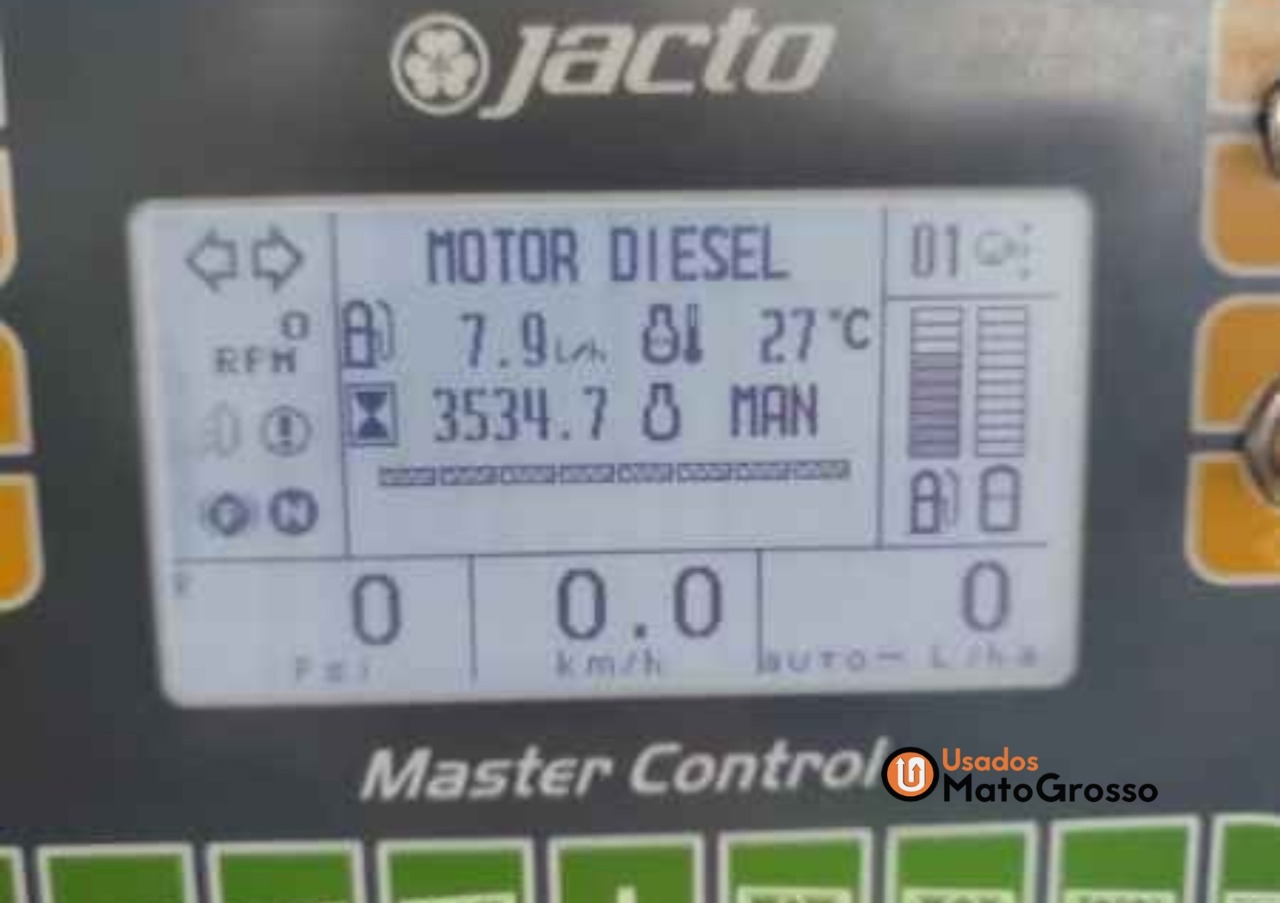 jacto
MOTOR DIESEL
01
0
RPM
7.9 L/h
27 °C
3534.7
MAN
P N
0
Psi
0.0
km/h
0
AUTO- L/ha
Master Control
Usados
MatoGrosso